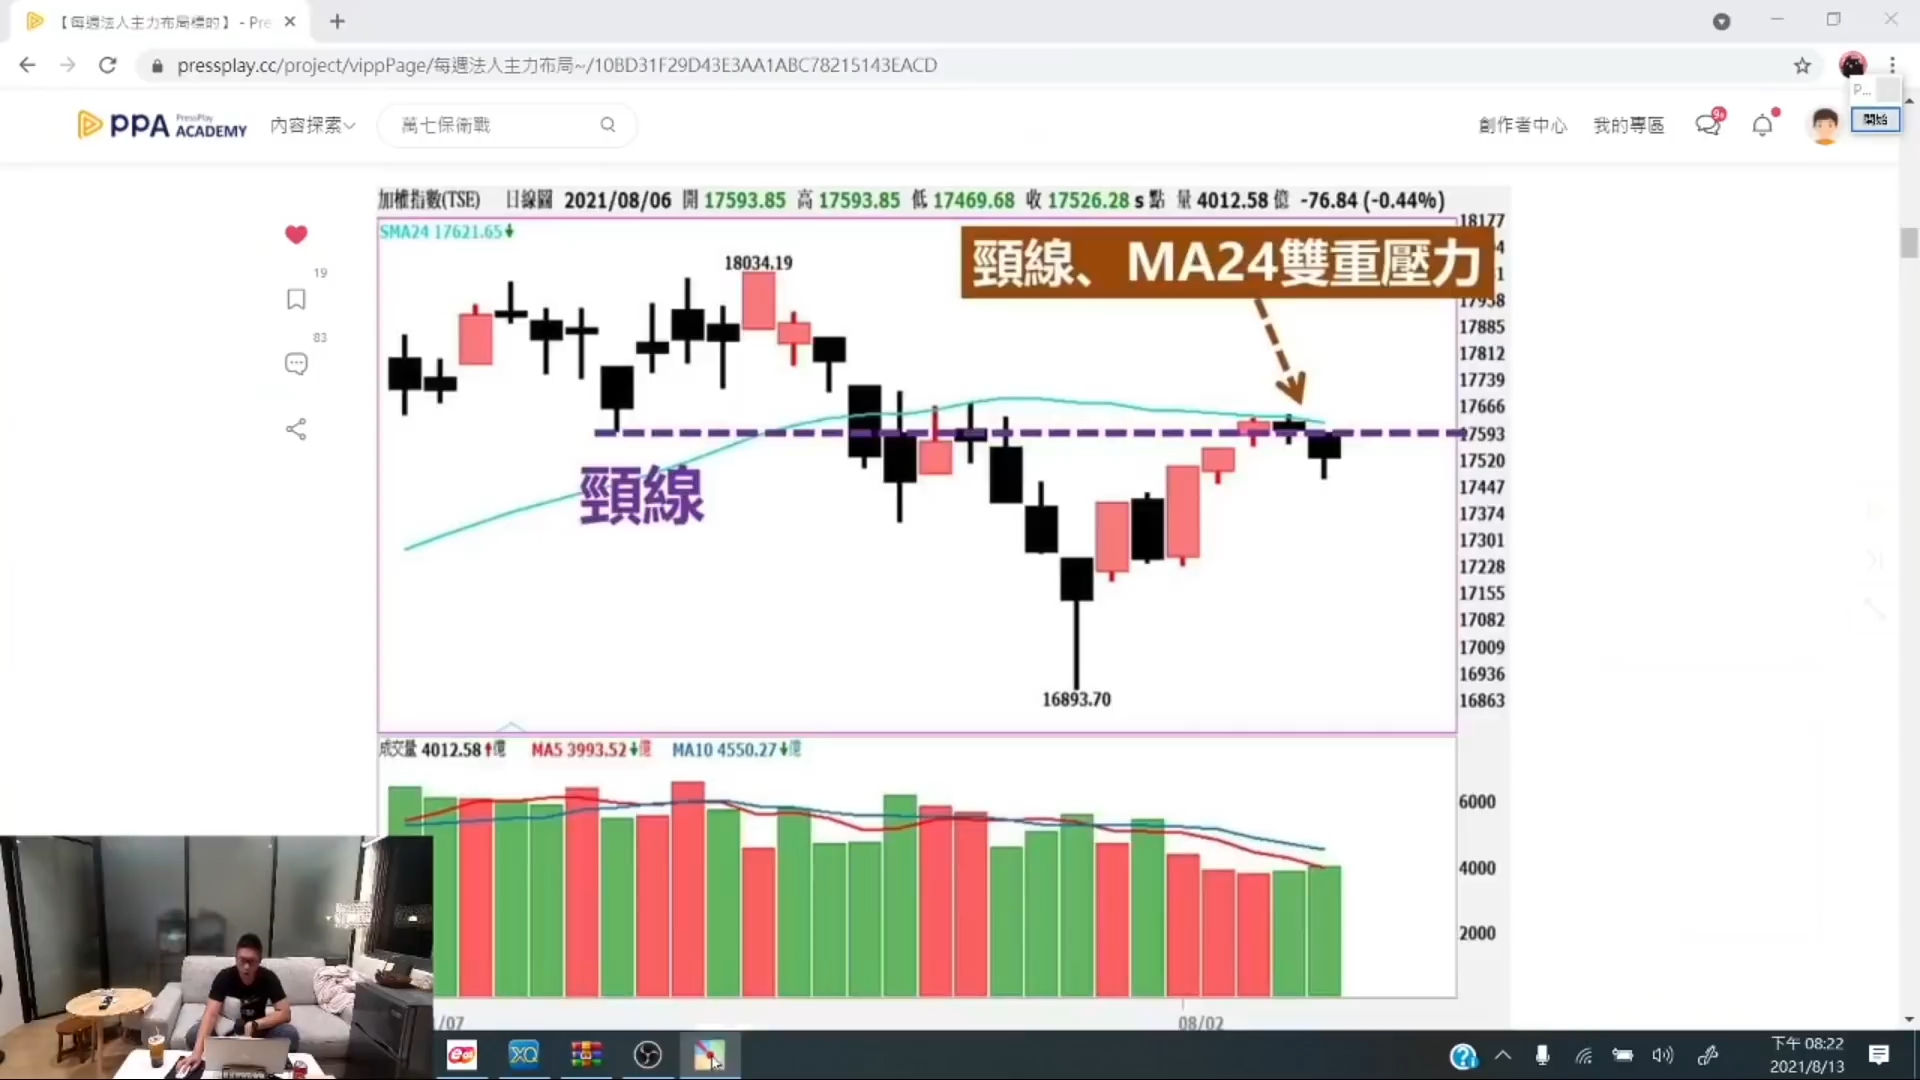 【每週法人主力布局標的】 - Pre
pressplay.cc/project/vippPage/每週法人主力布局~/10BD31F29D43E3AA1ABC78215143EACD
P...
開始
PPA PressPlay ACADEMY
內容探索
萬七保衛戰
創作者中心
我的專區
19
83
加權指數(TSE) 日線圖 2021/08/06 開 17593.85 高 17593.85 低 17469.68 收 17526.28 s 點 量 4012.58 億 -76.84 (-0.44%)
SMA24 17621.65
頸線、MA24雙重壓力
18034.19
頸線
16893.70
18177
17958
17885
17812
17739
17666
17593
17520
17447
17374
17301
17228
17155
17082
17009
16936
16863
成交量 4012.58 億 MA5 3993.52 億 MA10 4550.27 億
6000
4000
2000
/07
08/02
XQ
下午 08:22
2021/8/13